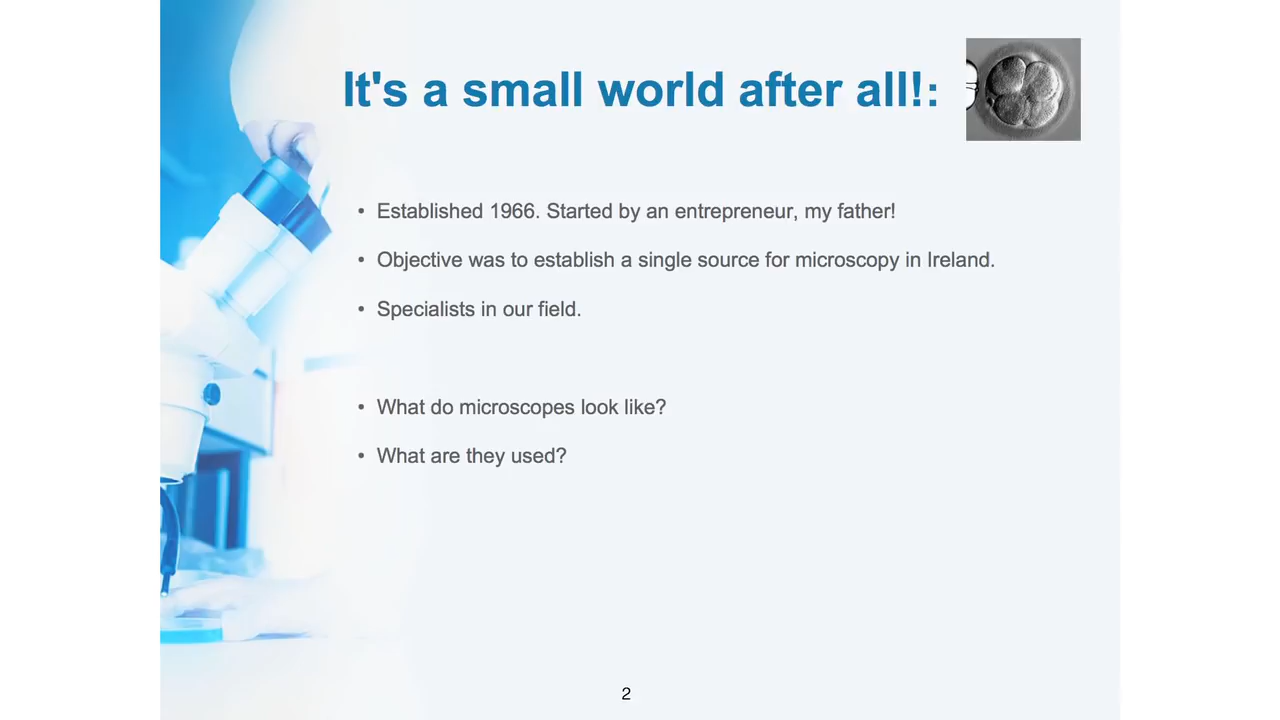 It's a small world after all!:
• Established 1966. Started by an entrepreneur, my father!
• Objective was to establish a single source for microscopy in Ireland.
• Specialists in our field.
• What do microscopes look like?
• What are they used?
2